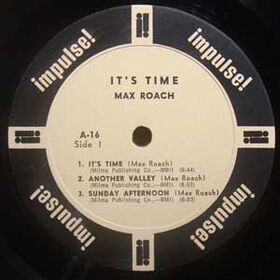 impulse!
IT'S TIME
MAX ROACH
A-16
Side I
1. IT'S TIME (Max Roach)
(Milma Publishing Co.,—BMI) (6:44)
2. ANOTHER VALLEY (Max Roach)
(Milma Publishing Co.,—BMI) (8:53)
3. SUNDAY AFTERNOON (Max Roach)
(Milma Publishing Co.,—BMI) (6:03)
impulse!
impulse!
impulse!